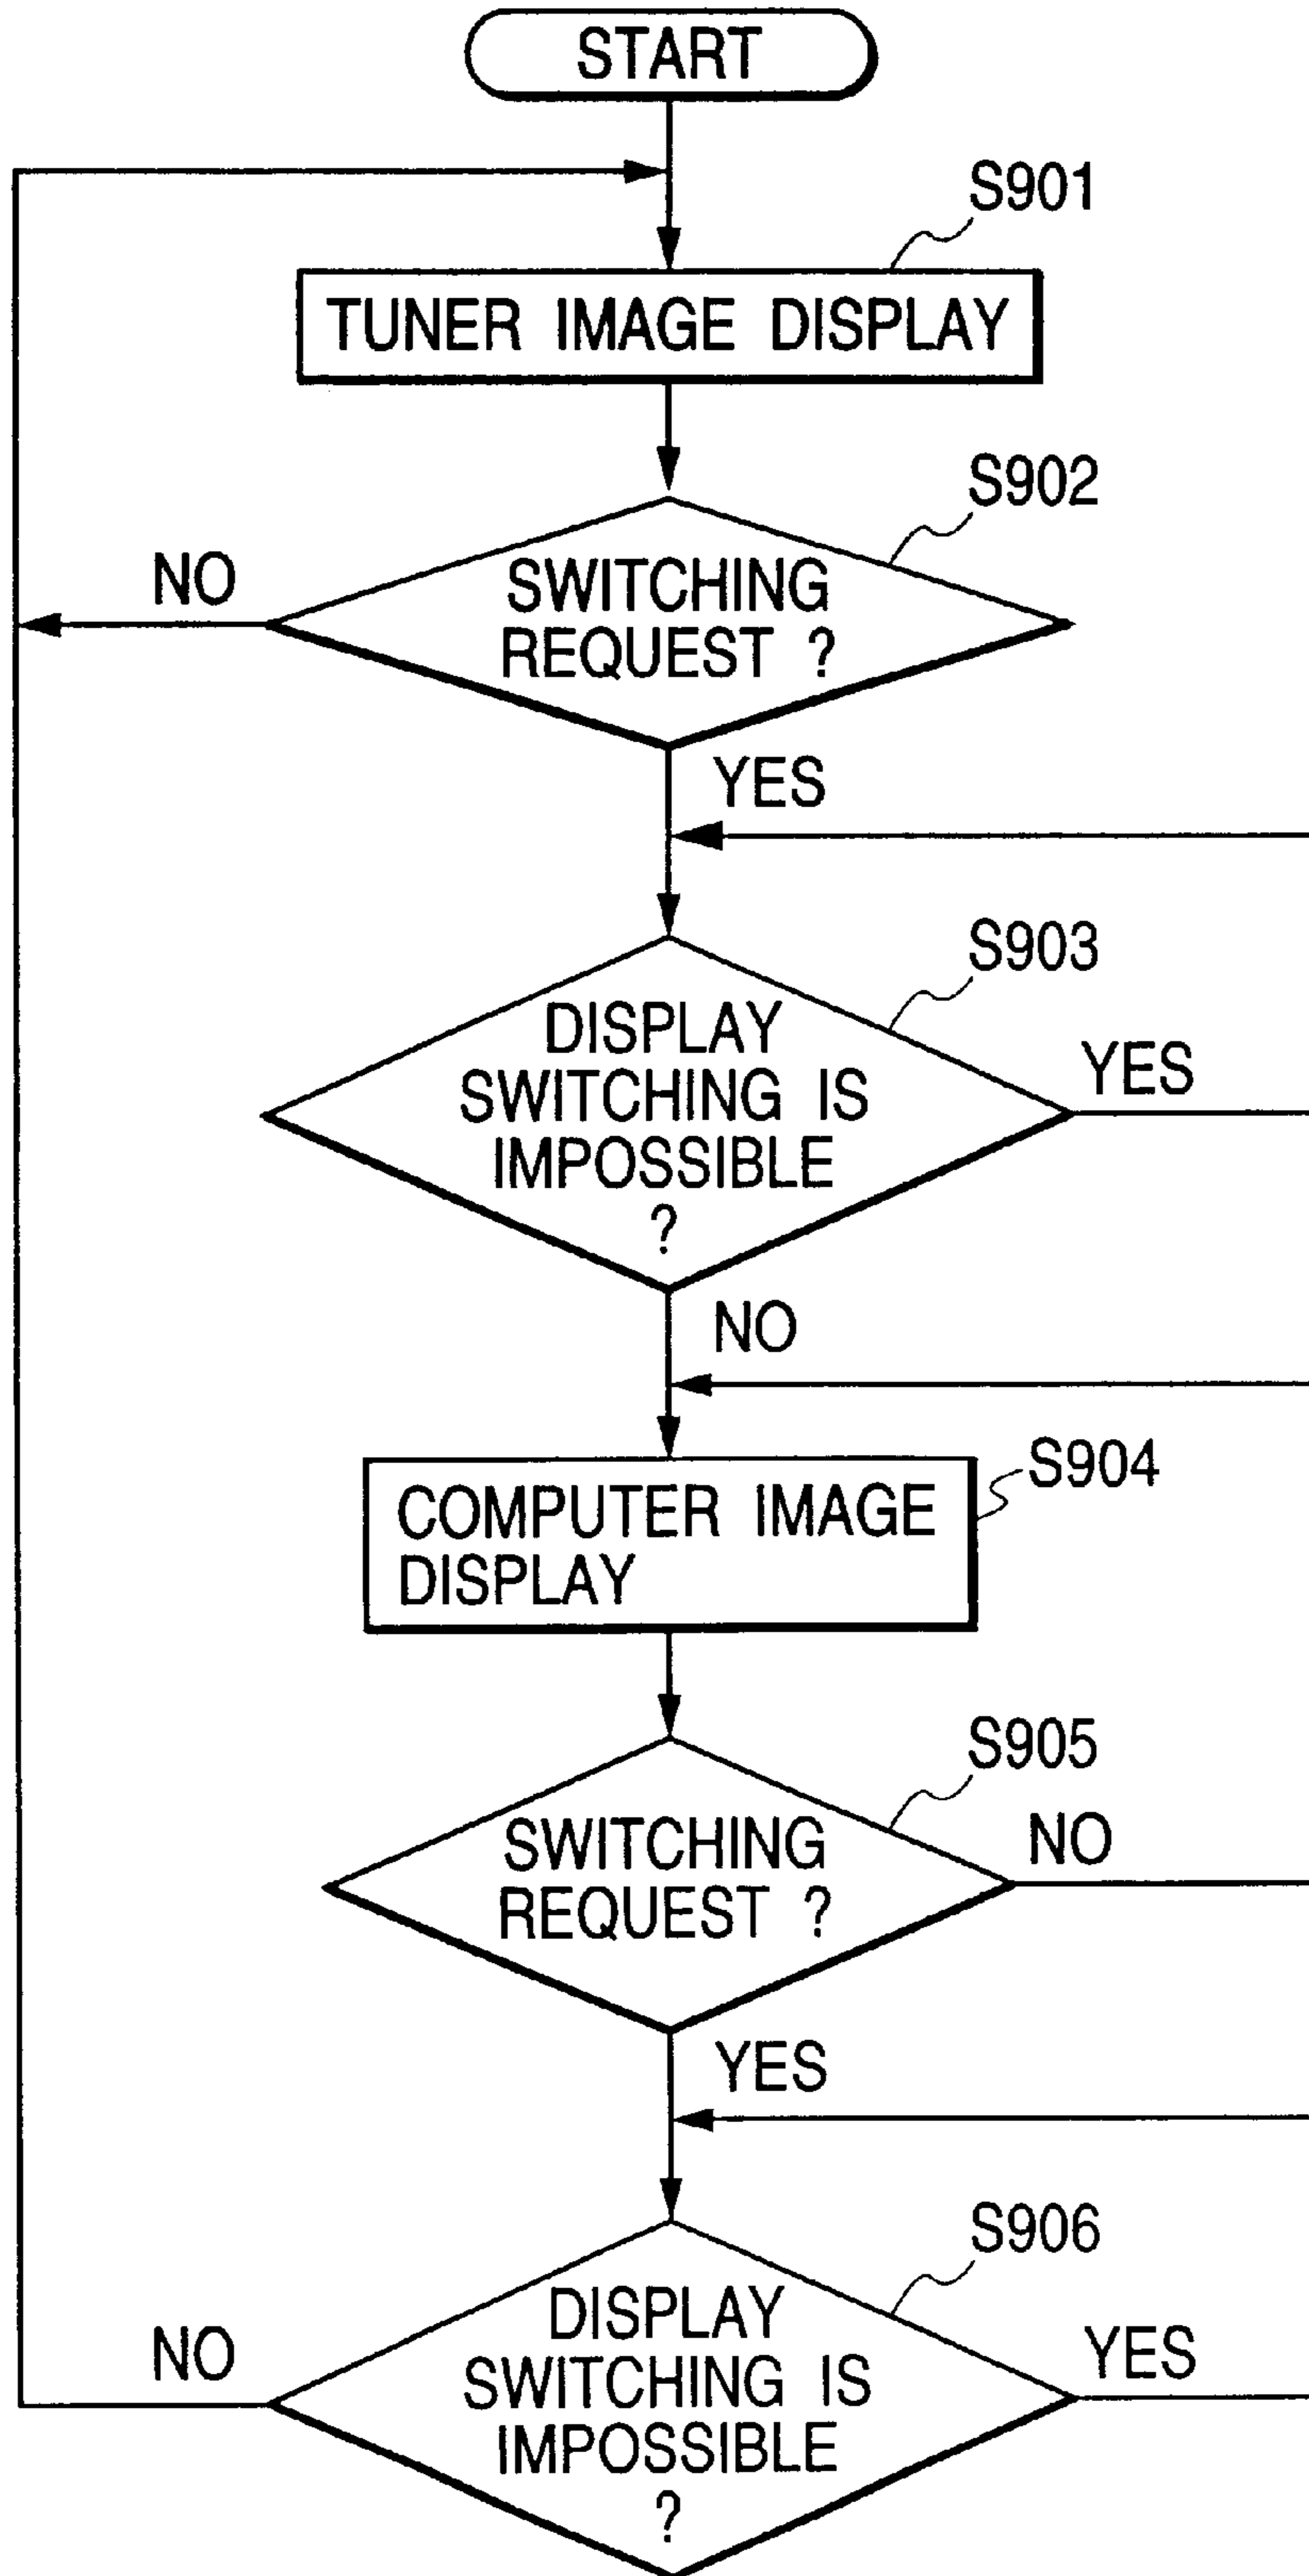 START
S901
TUNER IMAGE DISPLAY
S902
NO
SWITCHING
REQUEST ?
YES
S903
DISPLAY
SWITCHING IS
IMPOSSIBLE
?
YES
NO
S904
COMPUTER IMAGE
DISPLAY
S905
SWITCHING
REQUEST ?
NO
YES
S906
DISPLAY
SWITCHING IS
IMPOSSIBLE
?
NO
YES